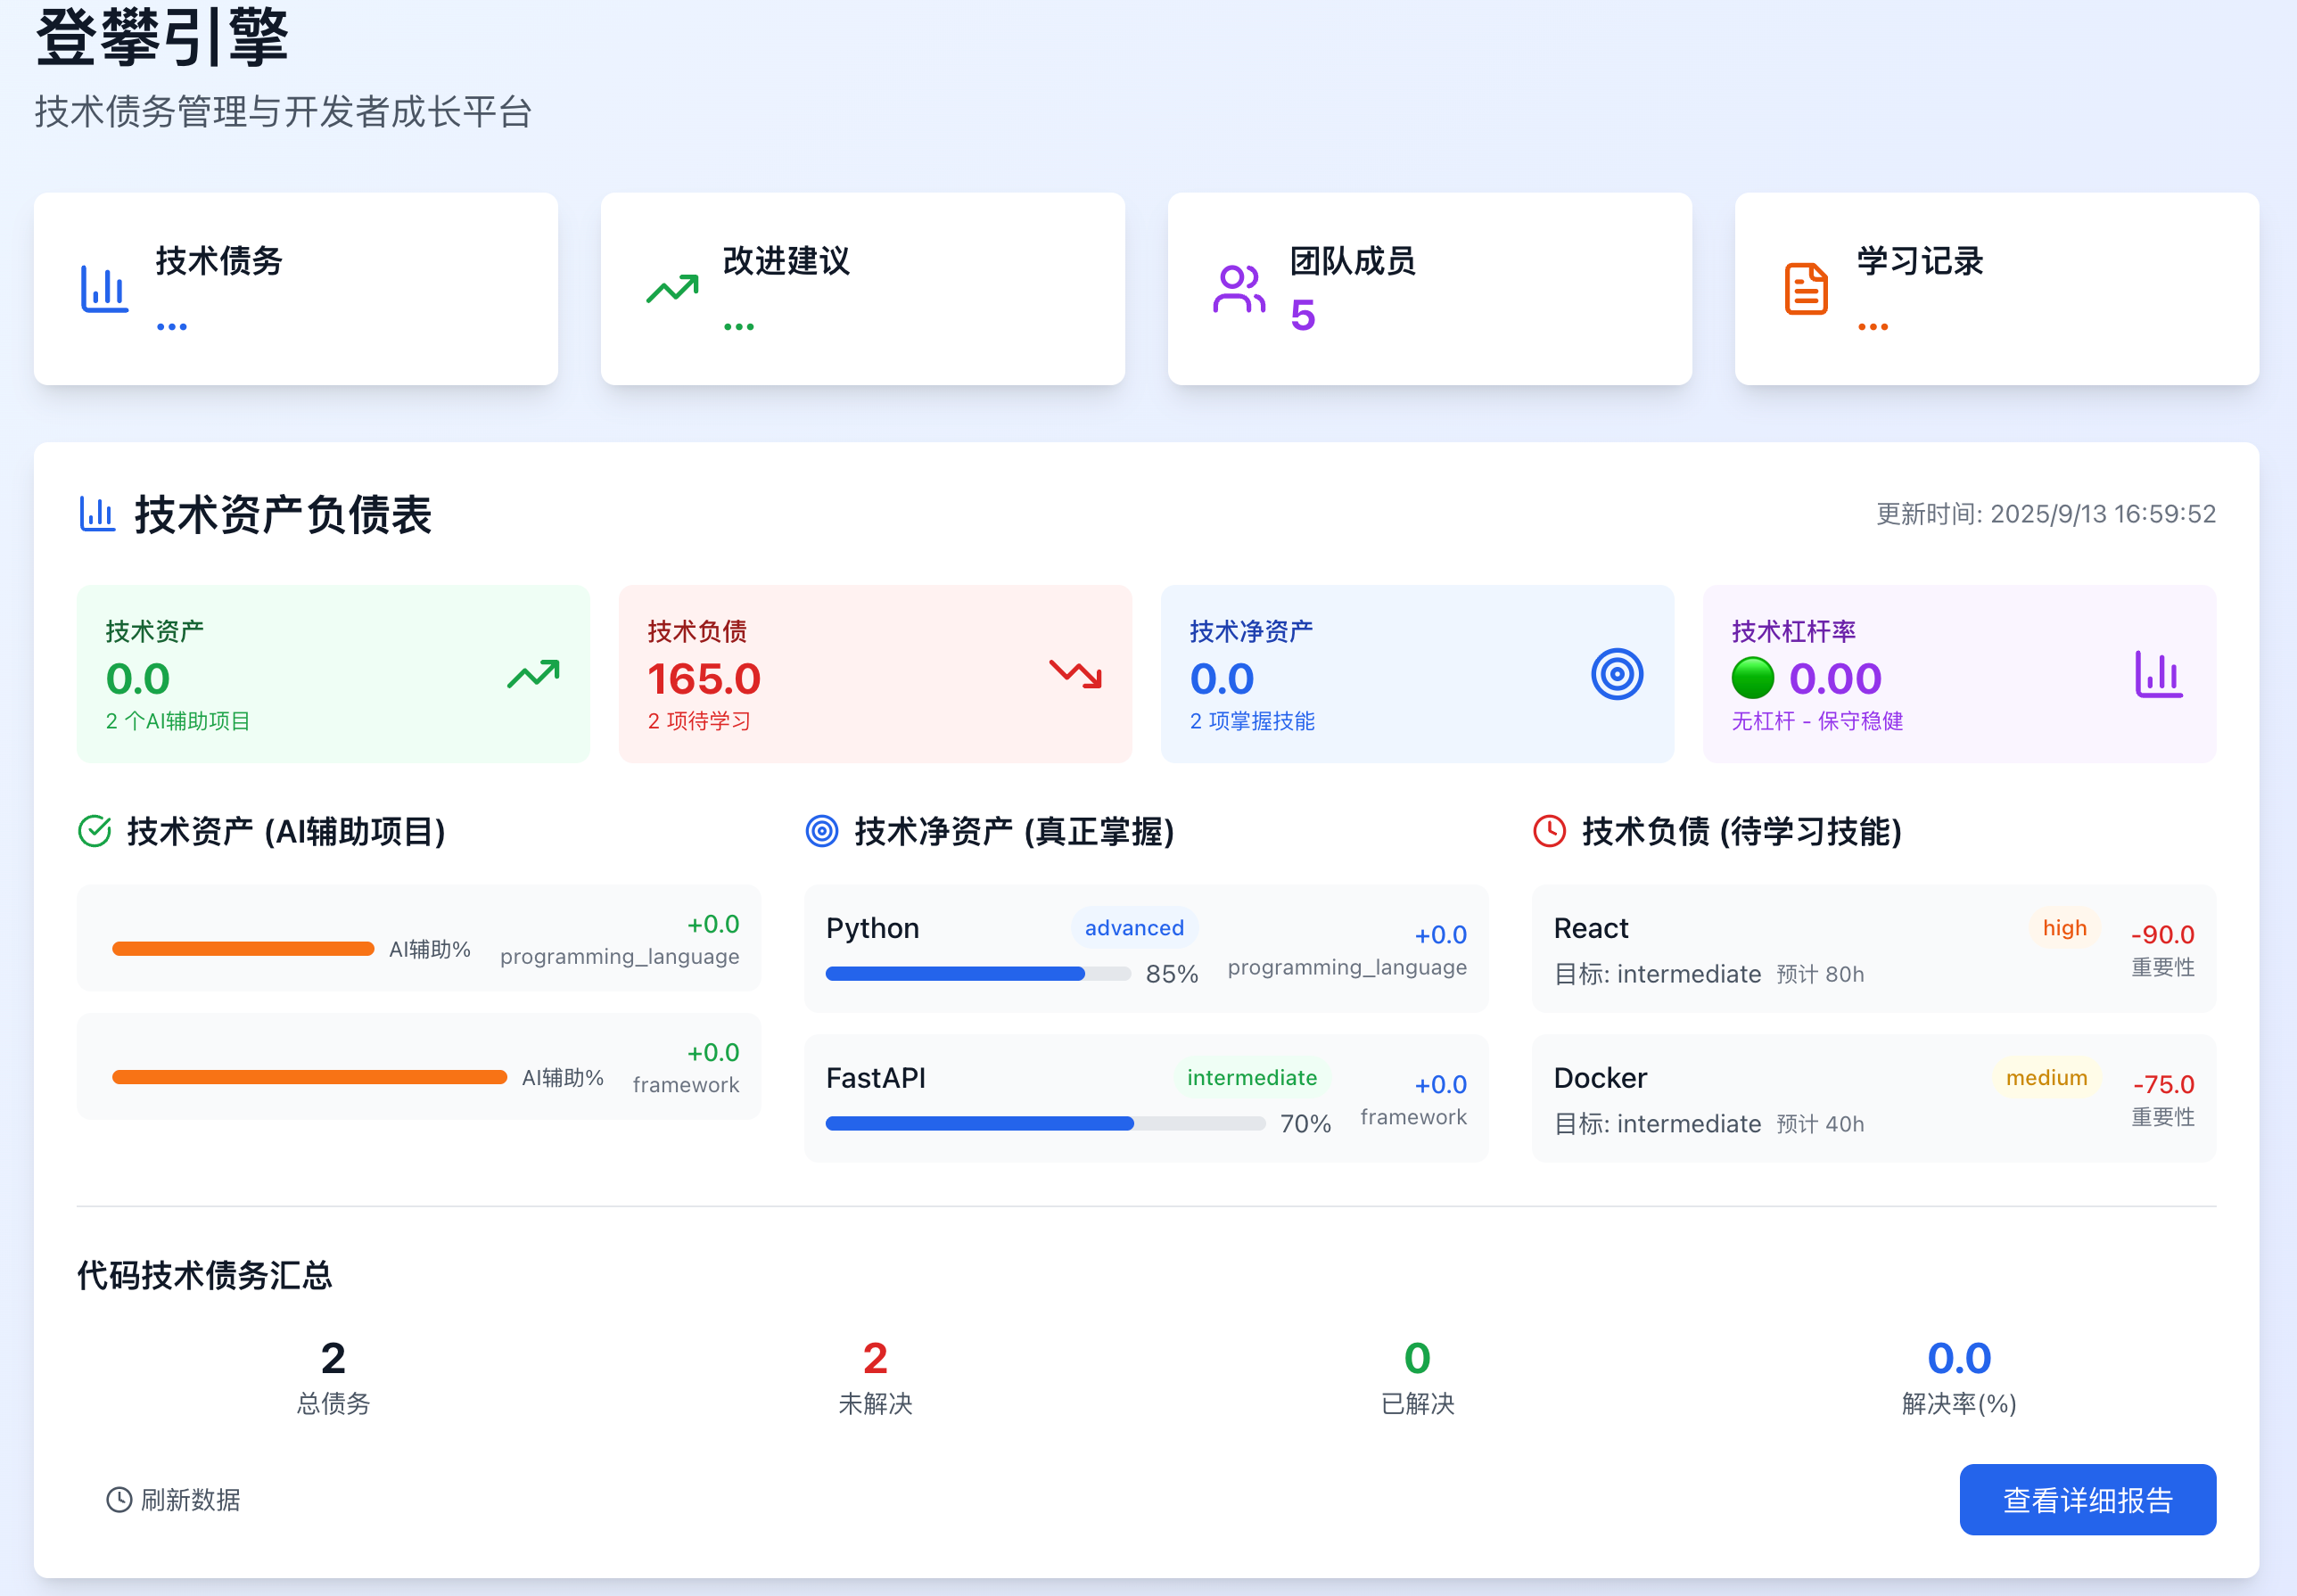 登攀引擎
技术债务管理与开发者成长平台
技术债务
...
改进建议
...
团队成员
5
学习记录
...
技术资产负债表
更新时间: 2025/9/13 16:59:52
技术资产
0.0
2 个AI辅助项目
技术负债
165.0
2 项待学习
技术净资产
0.0
2 项掌握技能
技术杠杆率
0.00
无杠杆 - 保守稳健
技术资产 (AI辅助项目)
+0.0
AI辅助%
programming_language
+0.0
AI辅助%
framework
技术净资产 (真正掌握)
Python
advanced
+0.0
85%
programming_language
FastAPI
intermediate
+0.0
70%
framework
技术负债 (待学习技能)
React
high
-90.0
目标: intermediate 预计 80h
重要性
Docker
medium
-75.0
目标: intermediate 预计 40h
重要性
代码技术债务汇总
2
总债务
2
未解决
0
已解决
0.0
解决率(%)
刷新数据
查看详细报告